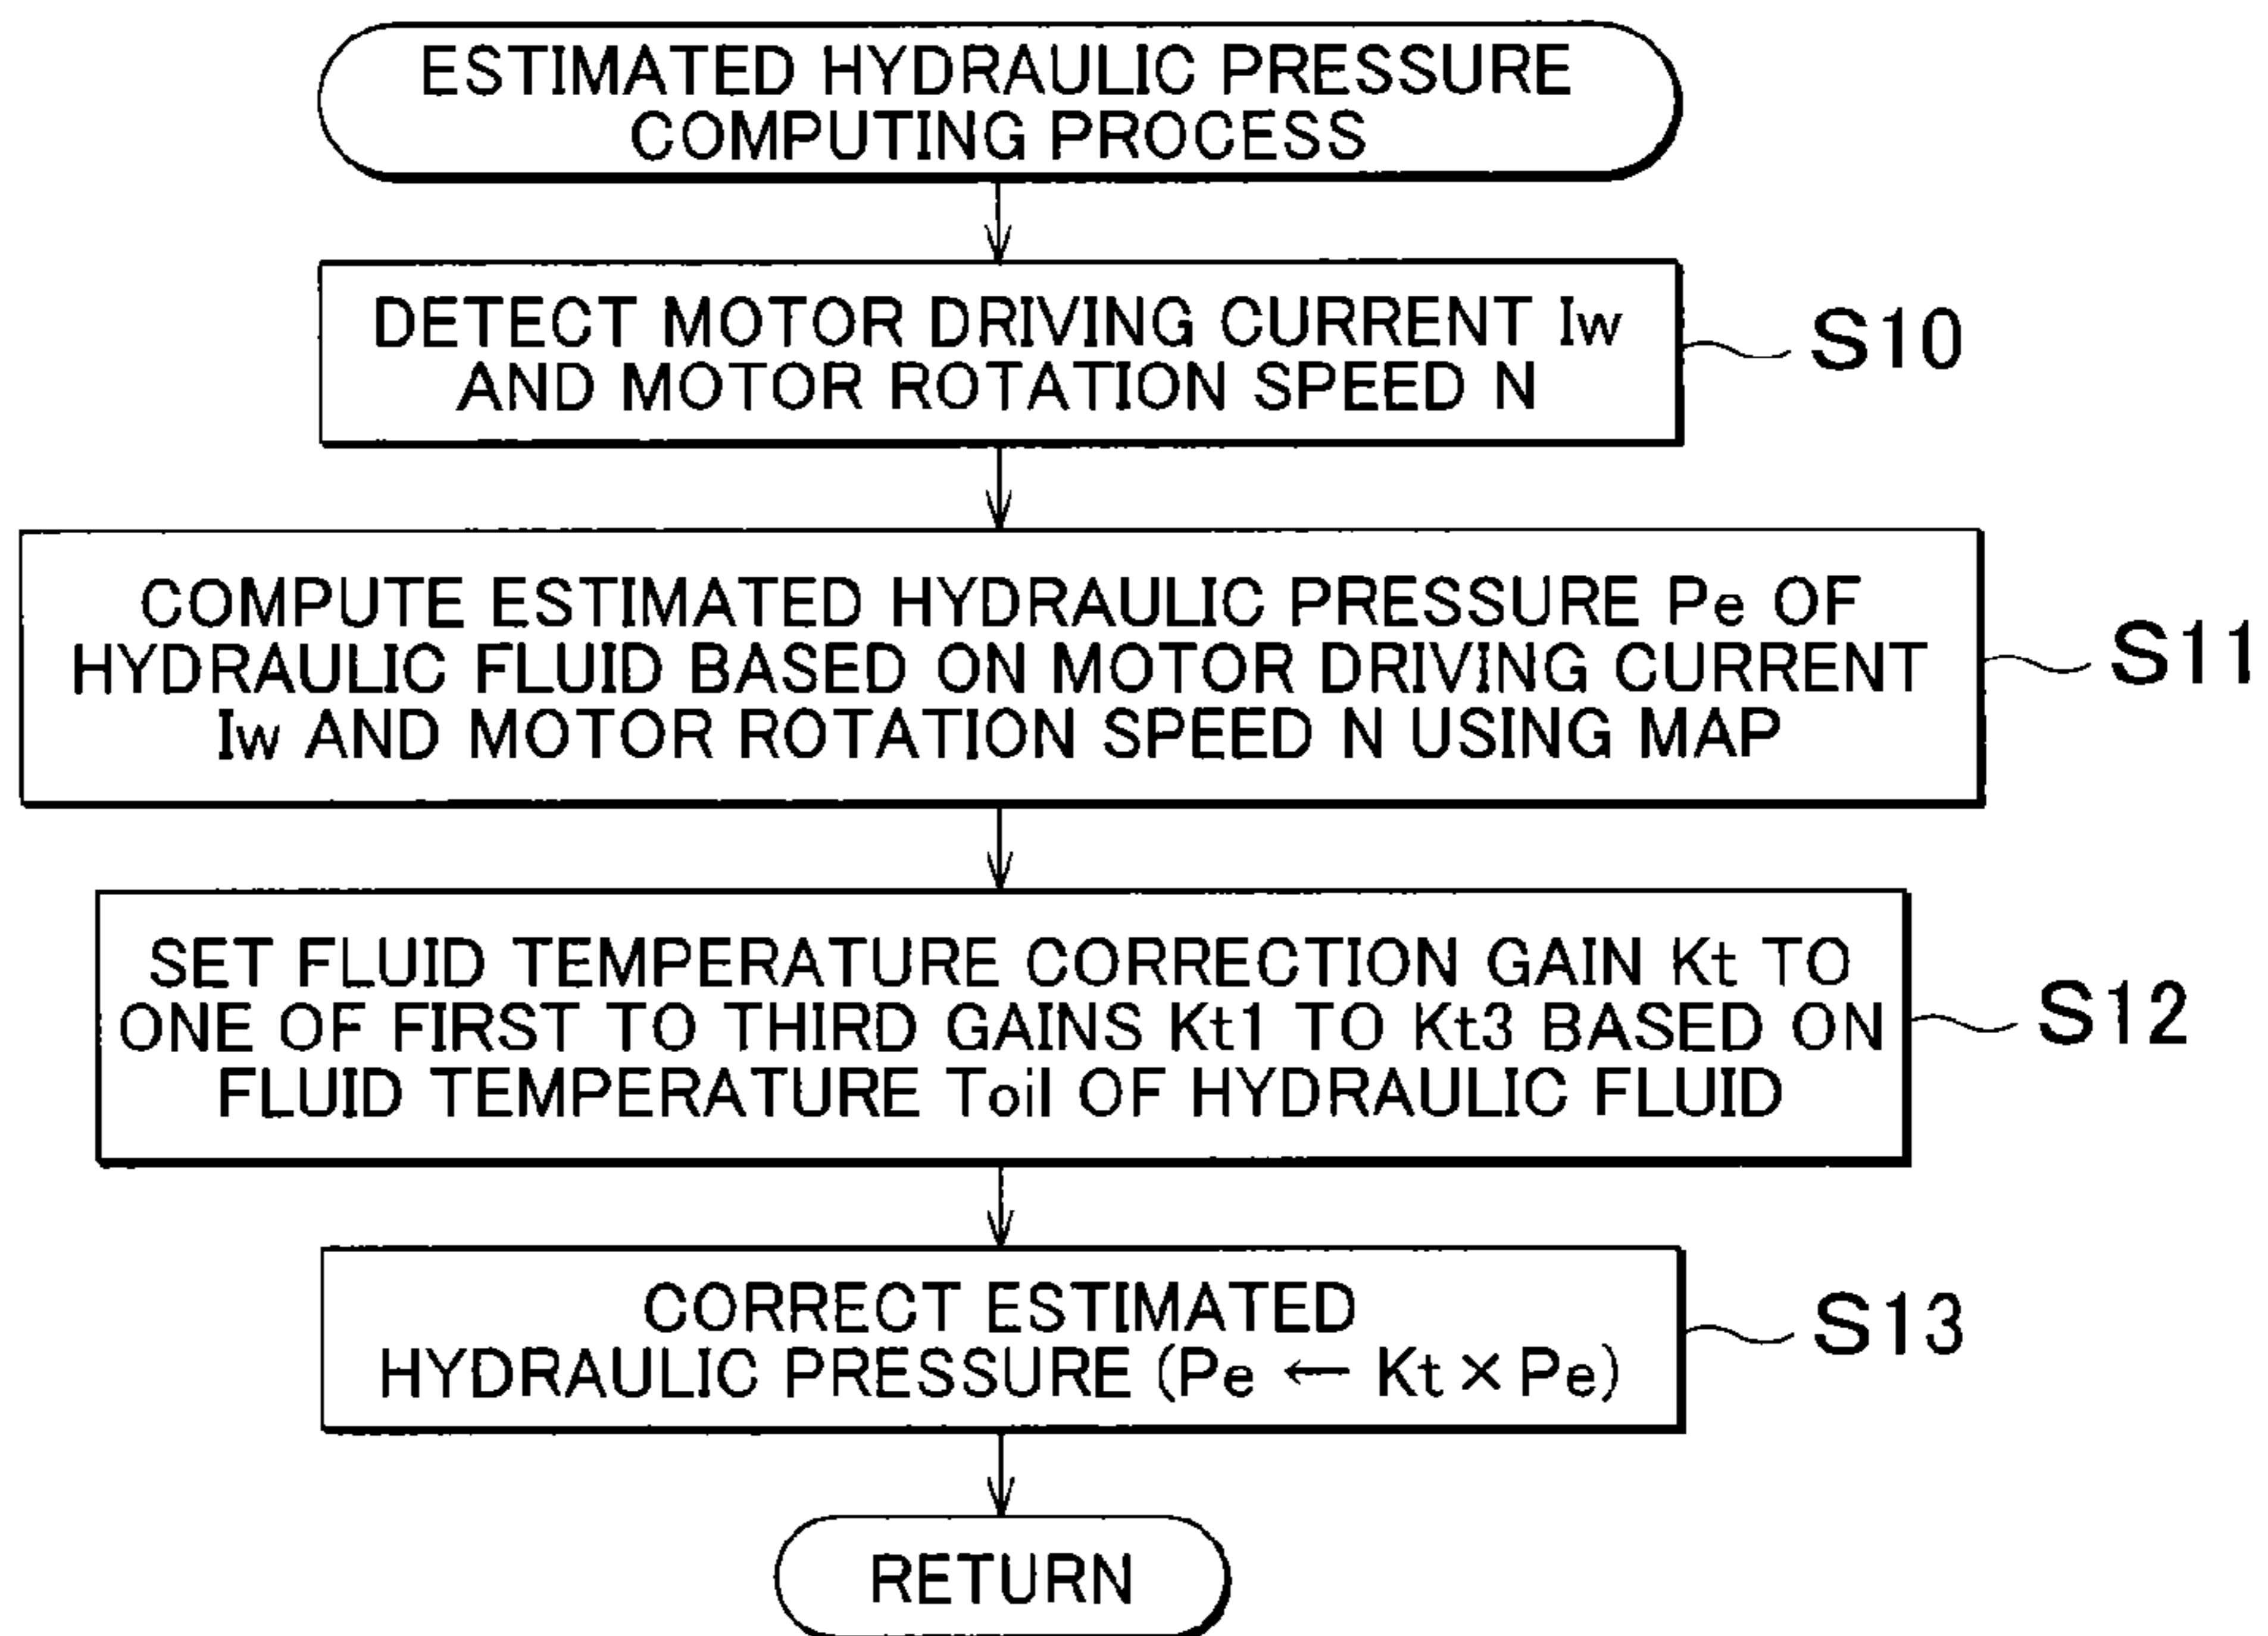 ESTIMATED HYDRAULIC PRESSURE
COMPUTING PROCESS
DETECT MOTOR DRIVING CURRENT Iw
AND MOTOR ROTATION SPEED N
S10
COMPUTE ESTIMATED HYDRAULIC PRESSURE Pe OF
HYDRAULIC FLUID BASED ON MOTOR DRIVING CURRENT
Iw AND MOTOR ROTATION SPEED N USING MAP
S11
SET FLUID TEMPERATURE CORRECTION GAIN Kt TO
ONE OF FIRST TO THIRD GAINS Kt1 TO Kt3 BASED ON
FLUID TEMPERATURE Toil OF HYDRAULIC FLUID
S12
CORRECT ESTIMATED
HYDRAULIC PRESSURE (Pe ← Kt × Pe)
S13
RETURN